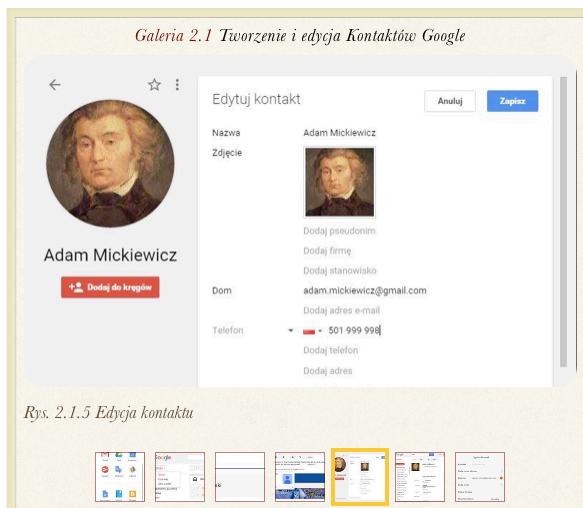 Galeria 2.1 Tworzenie i edycja Kontaktów Google
Edytuj kontakt
Anuluj
Zapisz
Nazwa
Adam Mickiewicz
Zdjęcie
Dodaj pseudonim
Dodaj firmę
Adam Mickiewicz
Dodaj stanowisko
Dodaj do kręgów
Dom
adam.mickiewicz@gmail.com
Dodaj adres e-mail
Telefon
501 999 998
Dodaj telefon
Dodaj adres
Rys. 2.1.5 Edycja kontaktu
Google